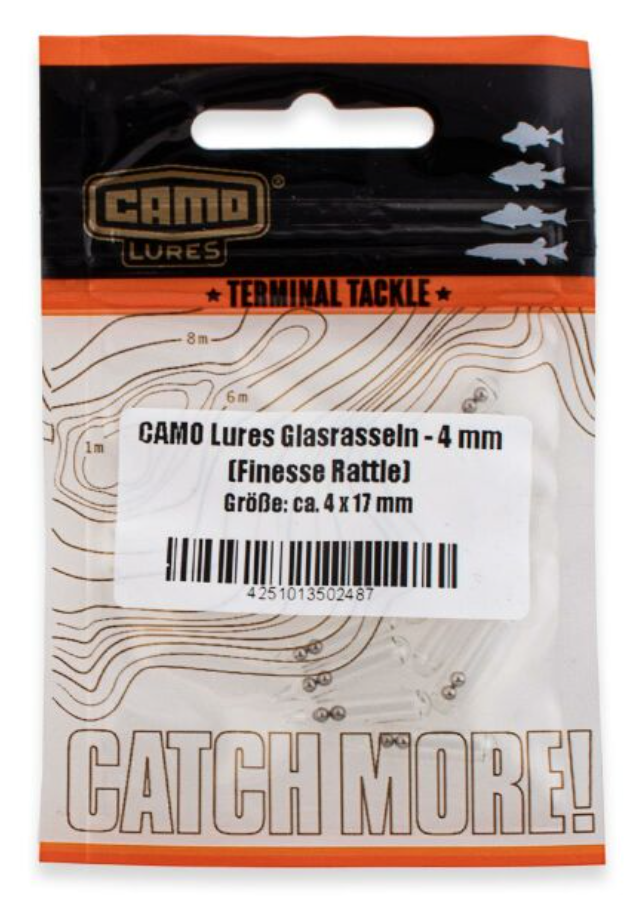 CAMO®
LURES
★ TERMINAL TACKLE ★
8m
6m
1m
CAMO Lures Glasrasseln - 4 mm
(Finesse Rattle)
Größe: ca. 4 x 17 mm
4251013502487
CATCH MORE!